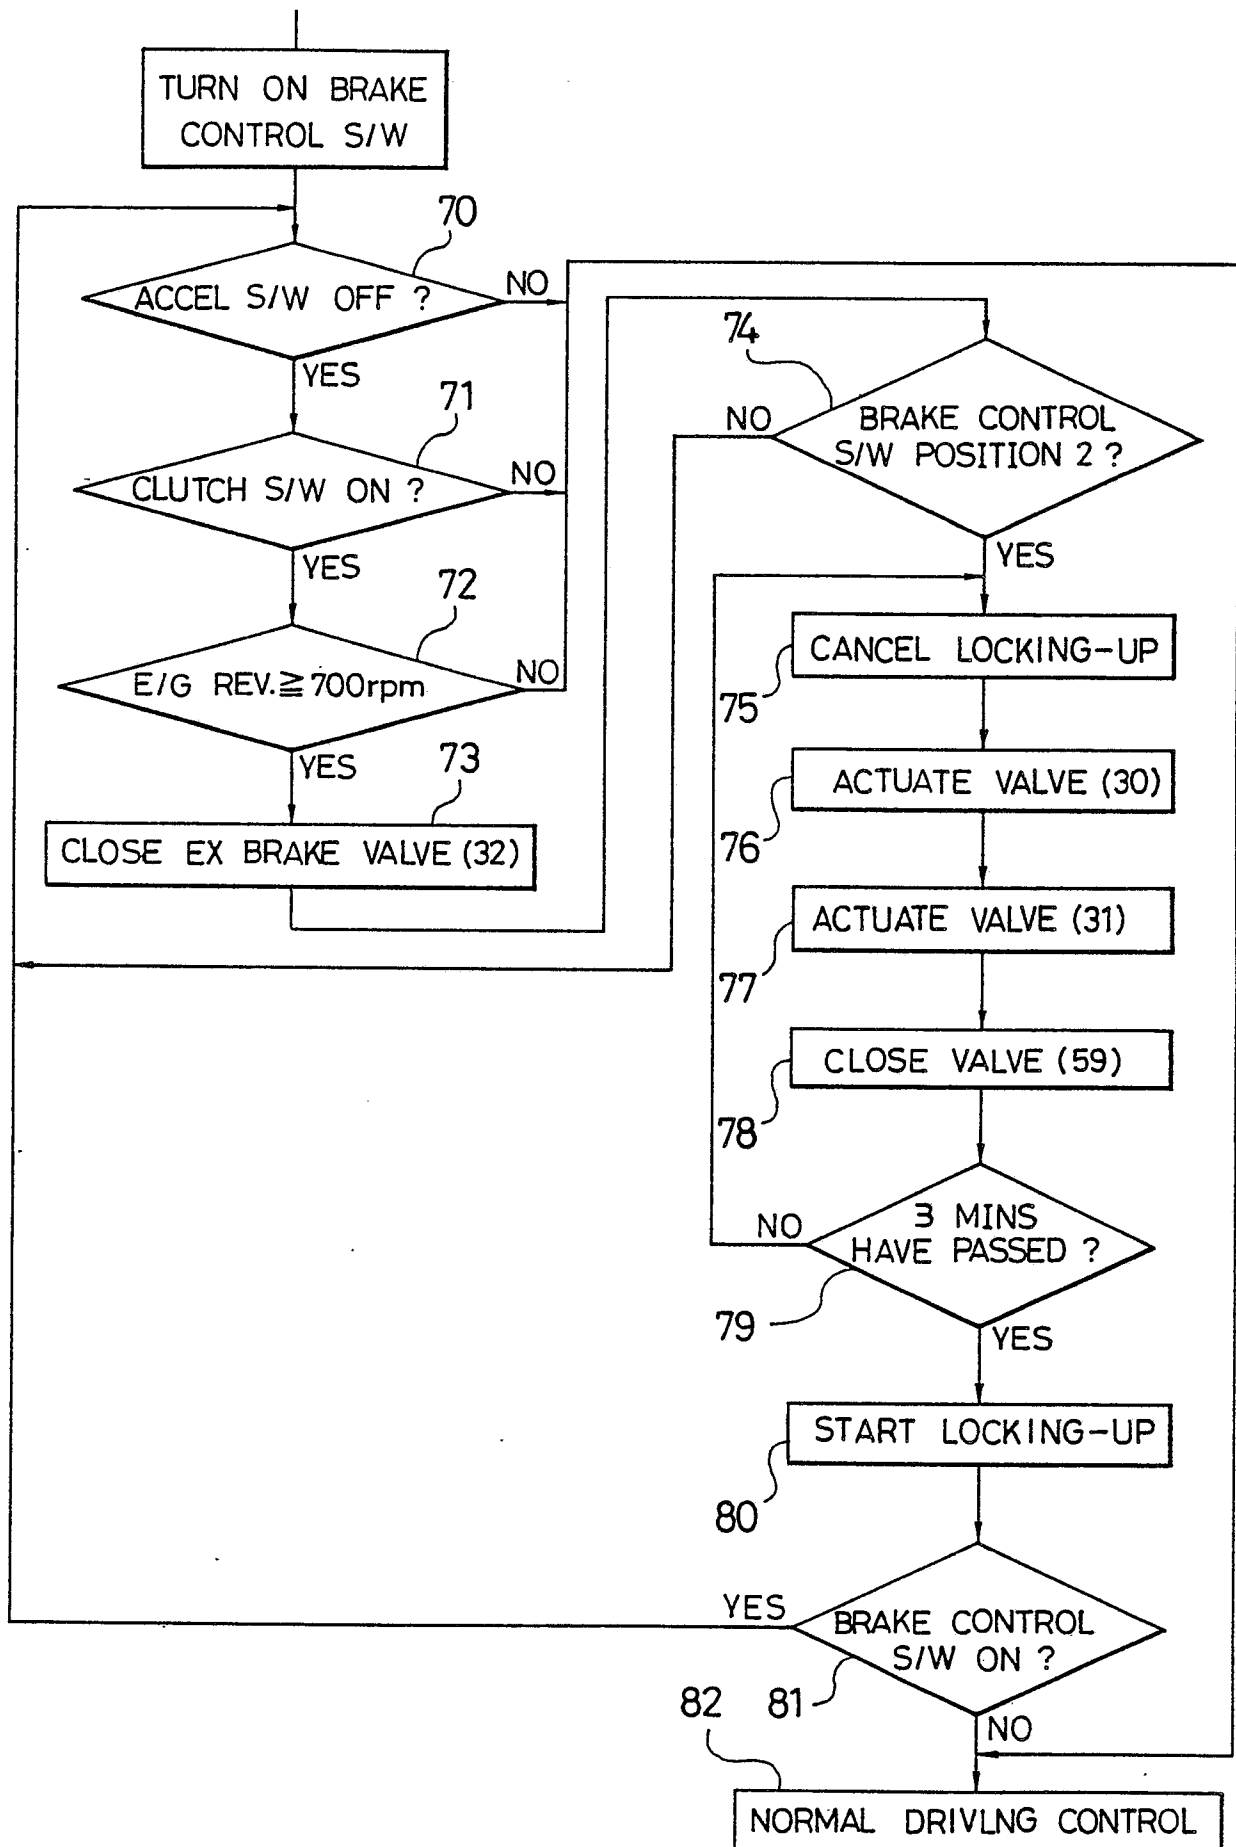 TURN ON BRAKE
CONTROL S/W
70
ACCEL S/W OFF ?
NO
YES
71
CLUTCH S/W ON ?
NO
YES
72
E/G REV.≧700rpm
NO
YES
73
CLOSE EX BRAKE VALVE (32)
74
BRAKE CONTROL
S/W POSITION 2 ?
NO
YES
CANCEL LOCKING-UP
75
ACTUATE VALVE (30)
76
ACTUATE VALVE (31)
77
CLOSE VALVE (59)
78
3 MINS
HAVE PASSED ?
NO
79
YES
START LOCKING-UP
80
YES
BRAKE CONTROL
S/W ON ?
81
NO
82
NORMAL DRIVLNG CONTROL